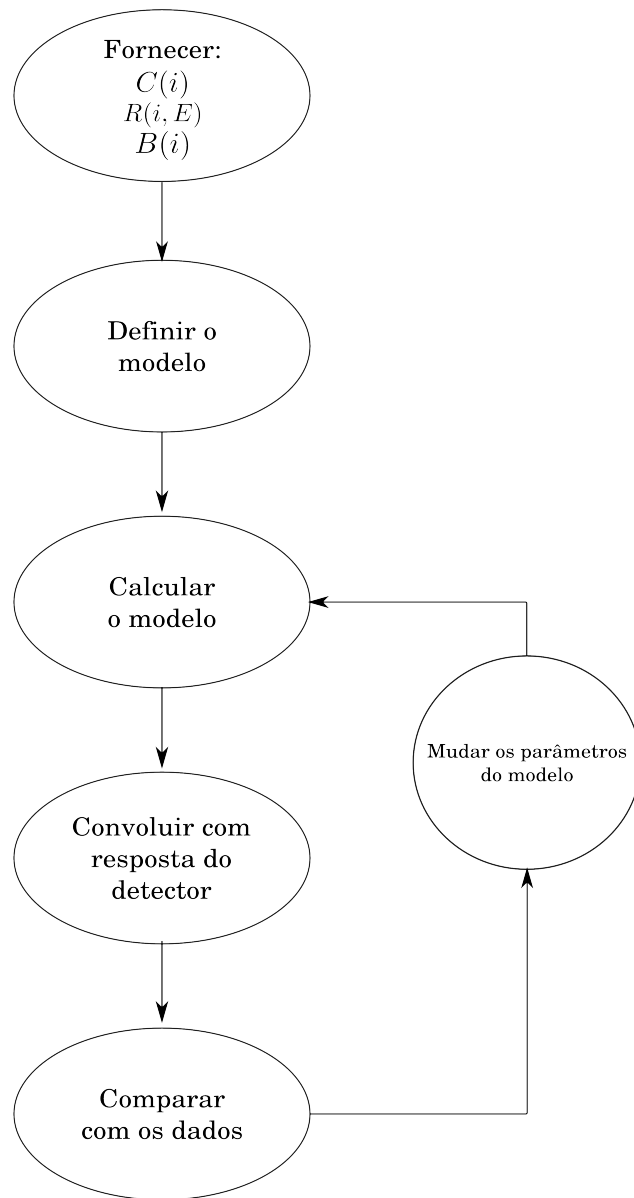 Fornecer:
C(i)
R(i, E)
B(i)
Definir o
modelo
Calcular
o modelo
Mudar os parâmetros
do modelo
Convoluir com
resposta do
detector
Comparar
com os dados